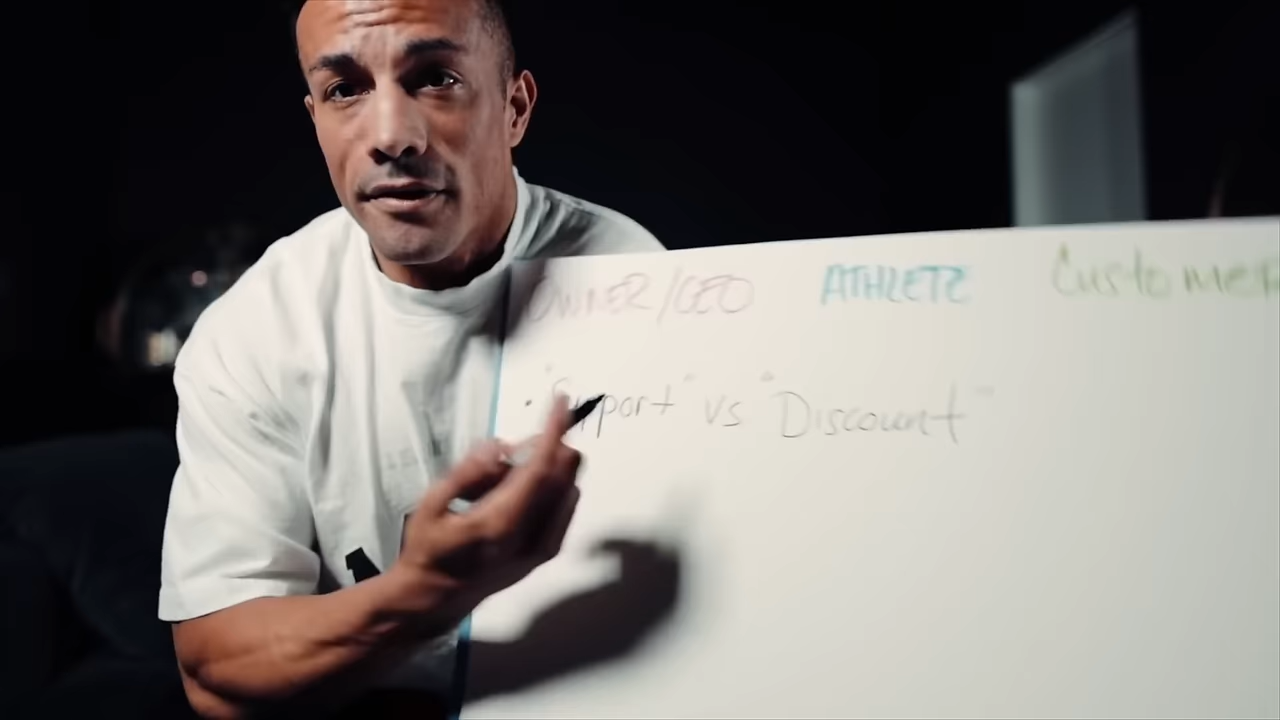 OWNER/CEO ATHLETE Customer
• "Support" vs "Discount"